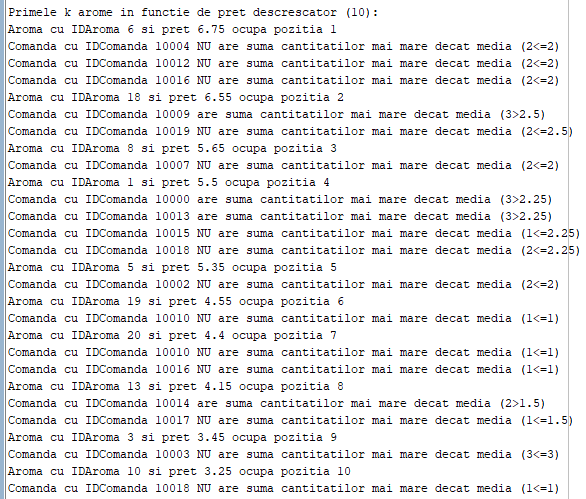 Primele k arome in functie de pret descrescator (10):
Aroma cu IDAroma 6 si pret 6.75 ocupa pozitia 1
Comanda cu IDComanda 10004 NU are suma cantitatilor mai mare decat media (2<=2)
Comanda cu IDComanda 10012 NU are suma cantitatilor mai mare decat media (2<=2)
Comanda cu IDComanda 10016 NU are suma cantitatilor mai mare decat media (2<=2)
Aroma cu IDAroma 18 si pret 6.55 ocupa pozitia 2
Comanda cu IDComanda 10009 are suma cantitatilor mai mare decat media (3>2.5)
Comanda cu IDComanda 10019 NU are suma cantitatilor mai mare decat media (2<=2.5)
Aroma cu IDAroma 8 si pret 5.65 ocupa pozitia 3
Comanda cu IDComanda 10007 NU are suma cantitatilor mai mare decat media (2<=2)
Aroma cu IDAroma 1 si pret 5.5 ocupa pozitia 4
Comanda cu IDComanda 10000 are suma cantitatilor mai mare decat media (3>2.25)
Comanda cu IDComanda 10013 are suma cantitatilor mai mare decat media (3>2.25)
Comanda cu IDComanda 10015 NU are suma cantitatilor mai mare decat media (1<=2.25)
Comanda cu IDComanda 10018 NU are suma cantitatilor mai mare decat media (2<=2.25)
Aroma cu IDAroma 5 si pret 5.35 ocupa pozitia 5
Comanda cu IDComanda 10002 NU are suma cantitatilor mai mare decat media (2<=2)
Aroma cu IDAroma 19 si pret 4.55 ocupa pozitia 6
Comanda cu IDComanda 10010 NU are suma cantitatilor mai mare decat media (1<=1)
Aroma cu IDAroma 20 si pret 4.4 ocupa pozitia 7
Comanda cu IDComanda 10010 NU are suma cantitatilor mai mare decat media (1<=1)
Comanda cu IDComanda 10016 NU are suma cantitatilor mai mare decat media (1<=1)
Aroma cu IDAroma 13 si pret 4.15 ocupa pozitia 8
Comanda cu IDComanda 10014 are suma cantitatilor mai mare decat media (2>1.5)
Comanda cu IDComanda 10017 NU are suma cantitatilor mai mare decat media (1<=1.5)
Aroma cu IDAroma 3 si pret 3.45 ocupa pozitia 9
Comanda cu IDComanda 10003 NU are suma cantitatilor mai mare decat media (3<=3)
Aroma cu IDAroma 10 si pret 3.25 ocupa pozitia 10
Comanda cu IDComanda 10018 NU are suma cantitatilor mai mare decat media (1<=1)